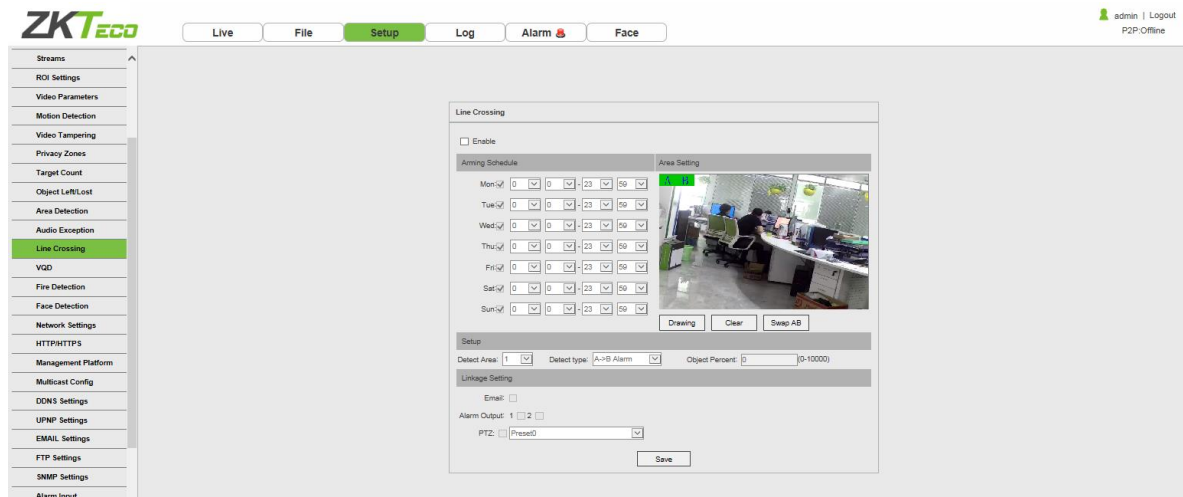 ZKTECO
Live File Setup Log Alarm Face
admin | Logout
P2P:Offline
Streams
ROI Settings
Video Parameters
Motion Detection
Video Tampering
Privacy Zones
Target Count
Object Left/Lost
Area Detection
Audio Exception
Line Crossing
VQD
Fire Detection
Face Detection
Network Settings
HTTP/HTTPS
Management Platform
Multicast Config
DDNS Settings
UPNP Settings
EMAIL Settings
FTP Settings
SNMP Settings
Alarm Input
Line Crossing
Enable
Arming Schedule
Mon: 0 0 - 23 59
Tue: 0 0 - 23 59
Wed: 0 0 - 23 59
Thu: 0 0 - 23 59
Fri: 0 0 - 23 59
Sat: 0 0 - 23 59
Sun: 0 0 - 23 59
Area Setting
A B
Drawing Clear Swap AB
Setup
Detect Area: 1 Detect type: A->B Alarm Object Percent: 0 (0-10000)
Linkage Setting
Email:
Alarm Output: 1 2
PTZ: Preset0
Save